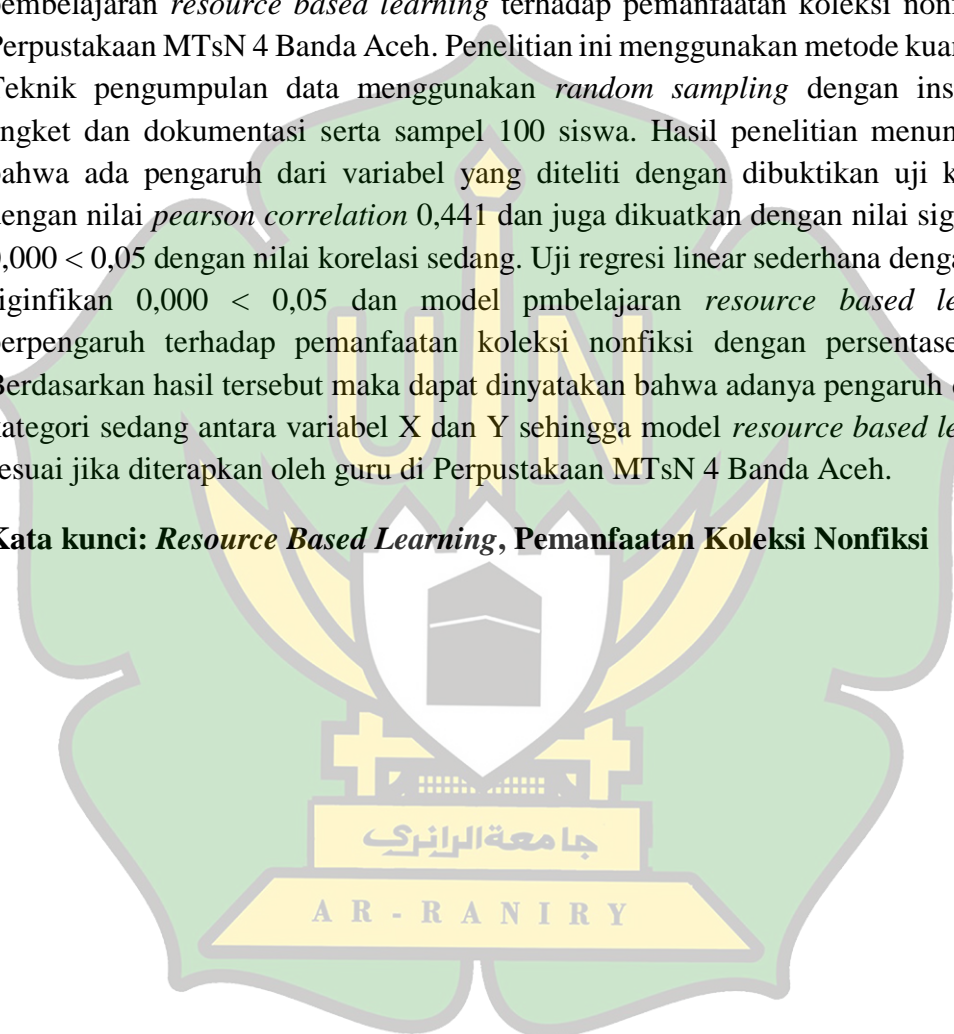 pembelajaran resource based learning terhadap pemanfaatan koleksi nonf
Perpustakaan MTsN 4 Banda Aceh. Penelitian ini menggunakan metode kuan
Teknik pengumpulan data menggunakan random sampling dengan ins
angket dan dokumentasi serta sampel 100 siswa. Hasil penelitian menun
bahwa ada pengaruh dari variabel yang diteliti dengan dibuktikan uji k
dengan nilai pearson correlation 0,441 dan juga dikuatkan dengan nilai sig
0,000 < 0,05 dengan nilai korelasi sedang. Uji regresi linear sederhana denga
siginfikan 0,000 < 0,05 dan model pmbelajaran resource based le
berpengaruh terhadap pemanfaatan koleksi nonfiksi dengan persentase
Berdasarkan hasil tersebut maka dapat dinyatakan bahwa adanya pengaruh
kategori sedang antara variabel X dan Y sehingga model resource based le
sesuai jika diterapkan oleh guru di Perpustakaan MTsN 4 Banda Aceh.
Kata kunci: Resource Based Learning, Pemanfaatan Koleksi Nonfiksi
UIN
جامعة الرانري
AR-RANIRY